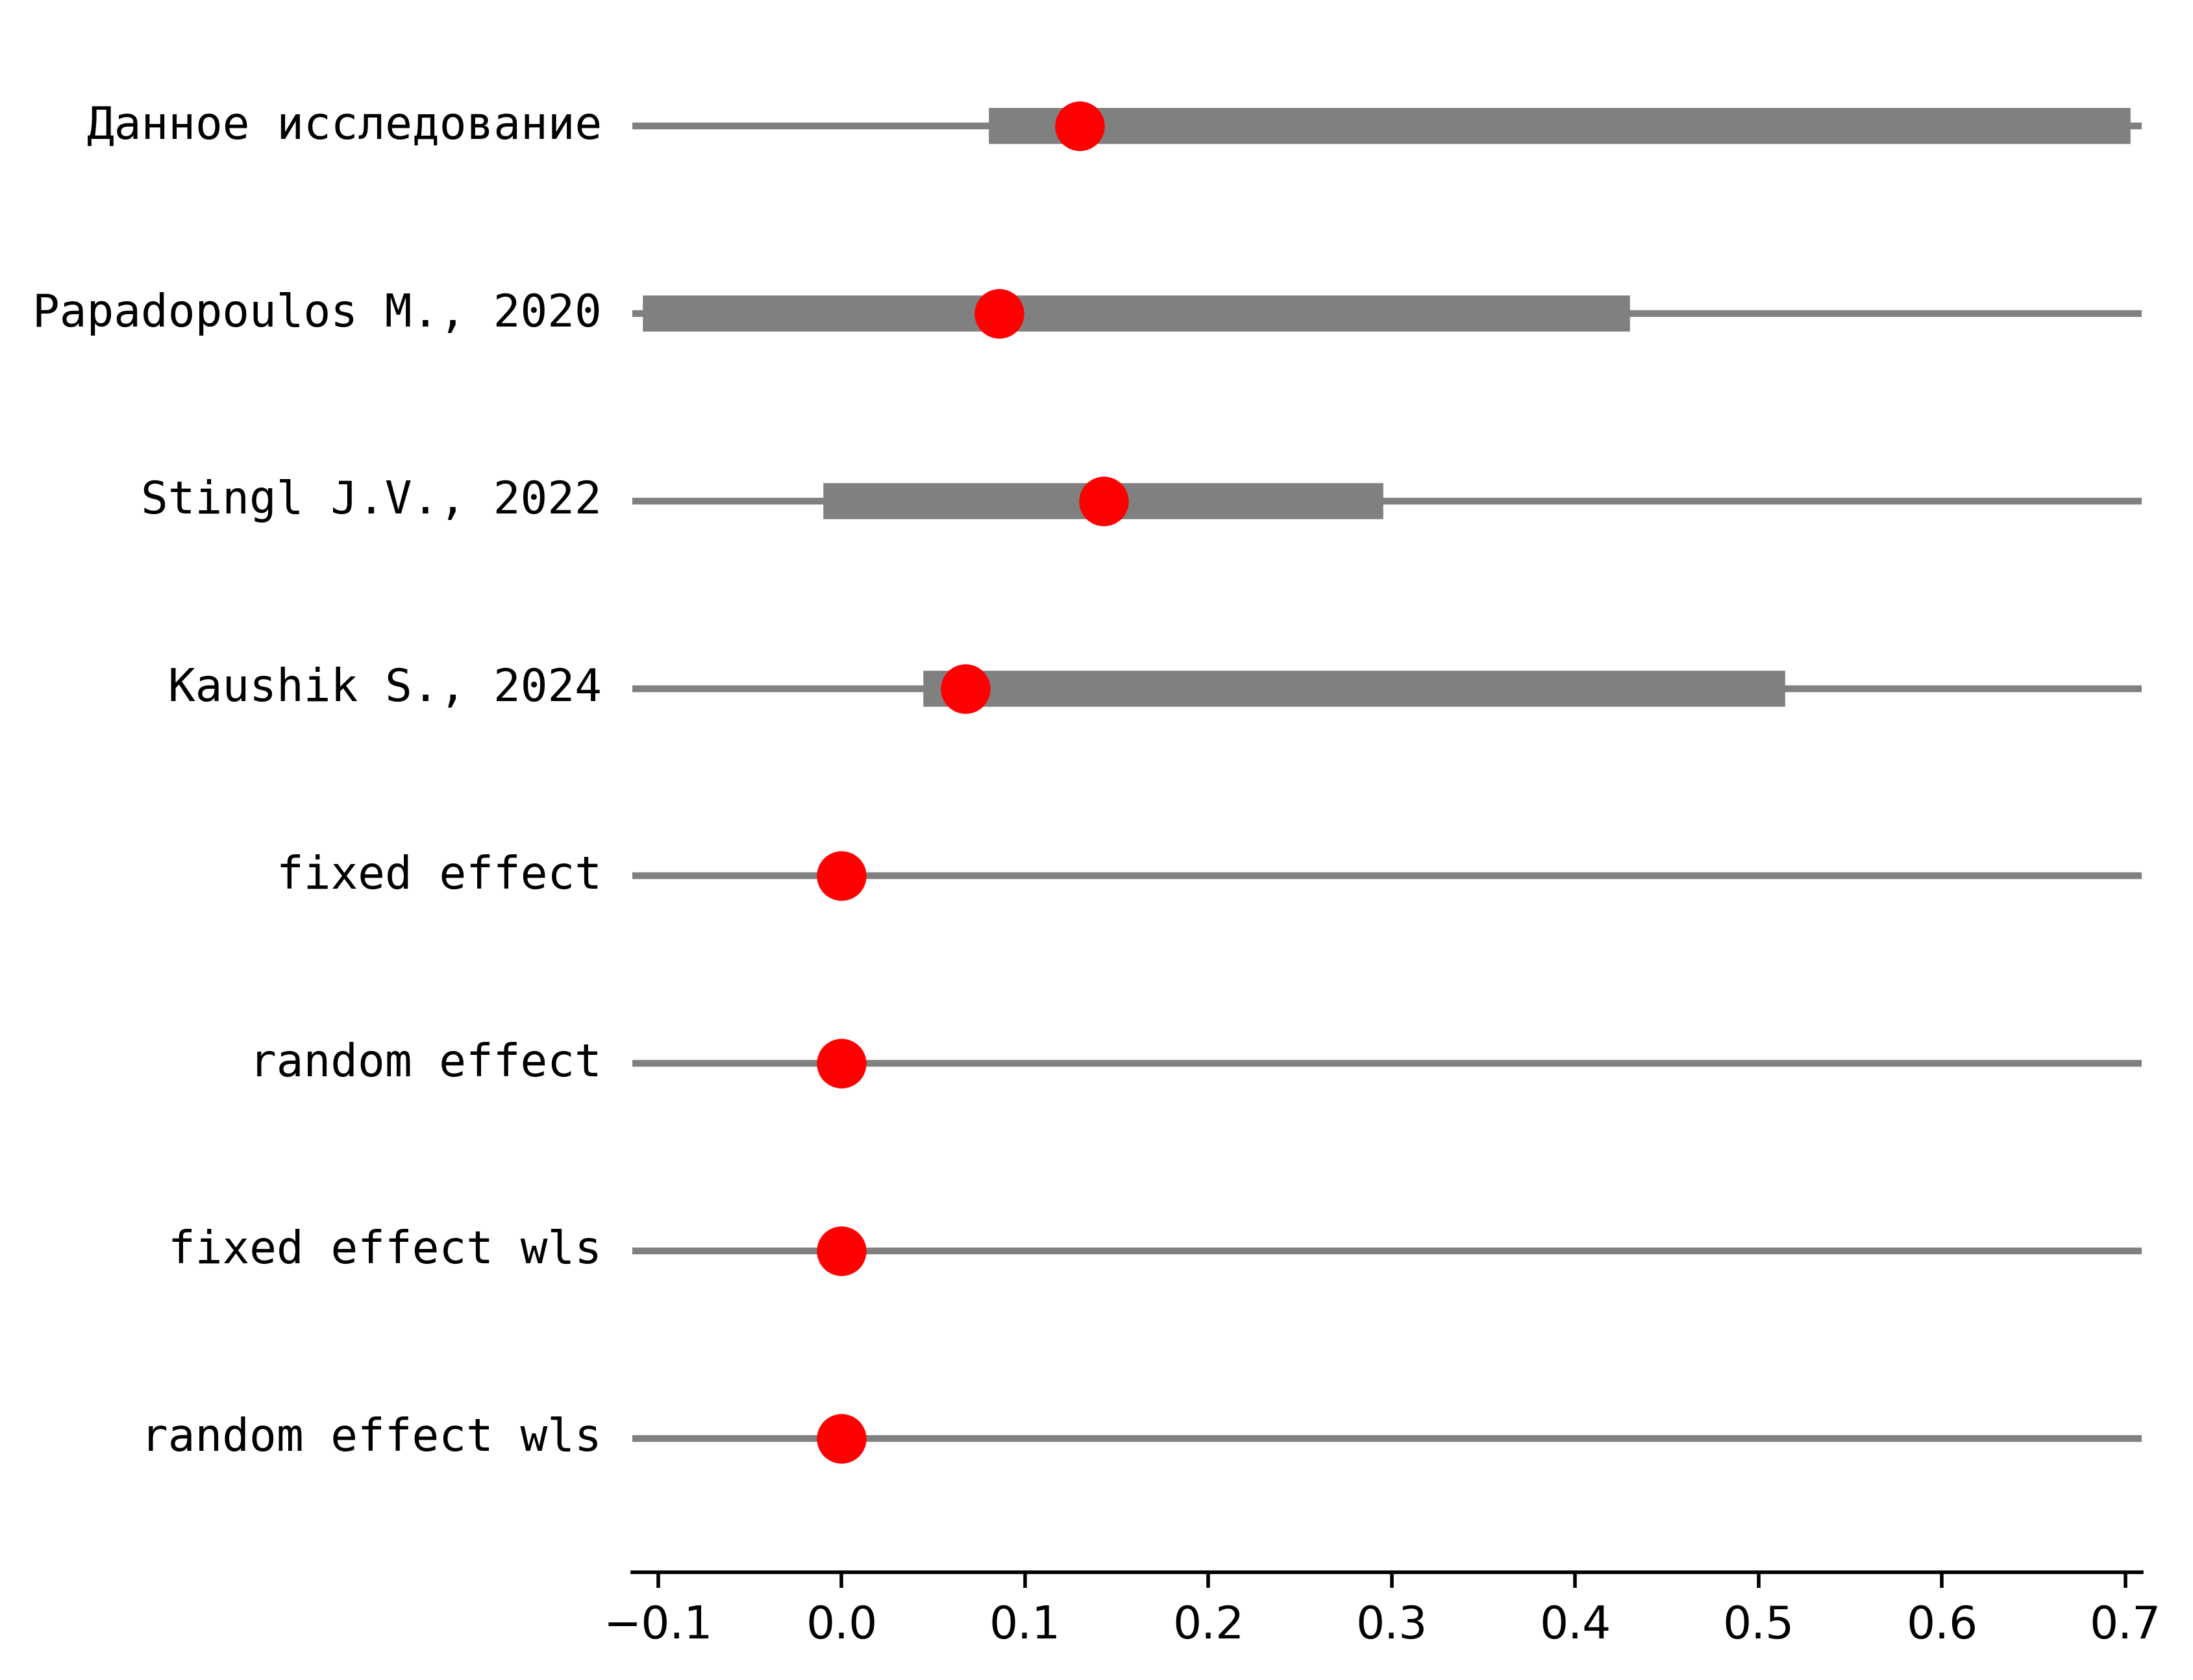 Данное исследование
Papadopoulos M., 2020
Stingl J.V., 2022
Kaushik S., 2024
fixed effect
random effect
fixed effect wls
random effect wls
−0.1 0.0 0.1 0.2 0.3 0.4 0.5 0.6 0.7